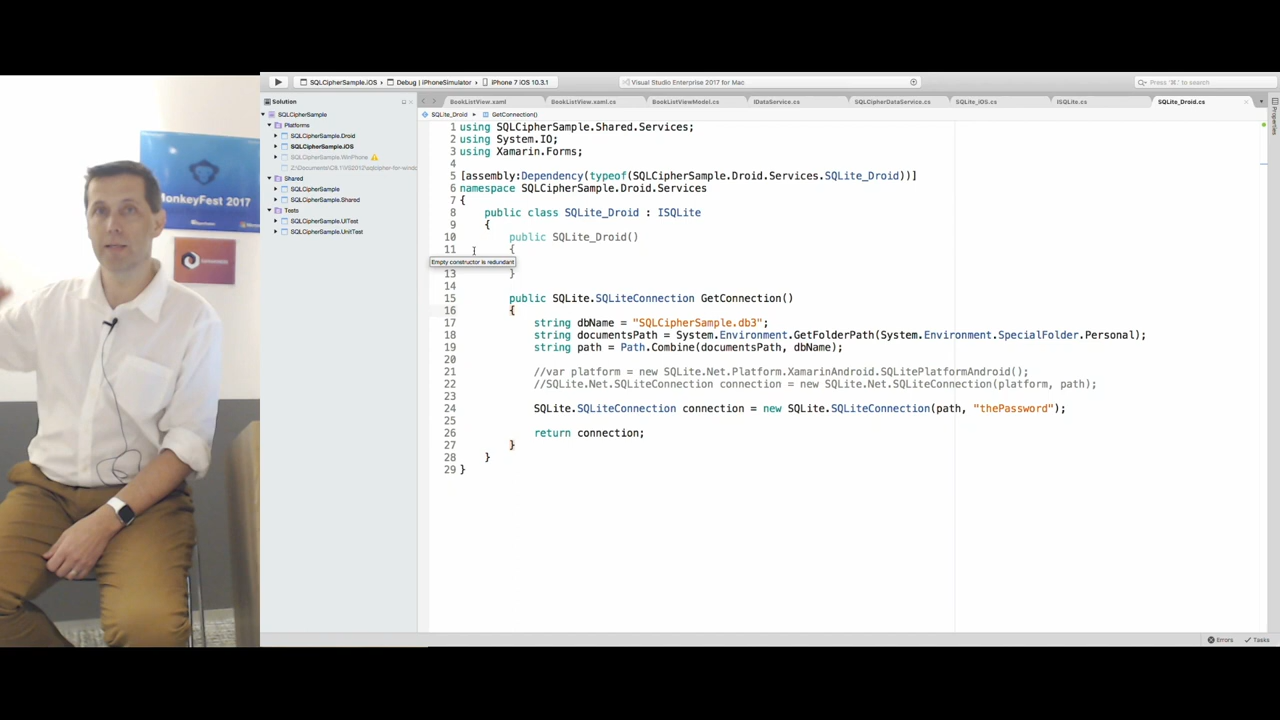 MonkeyFest 2017
SQLCipherSample.iOS
Debug | iPhoneSimulator
iPhone 7 iOS 10.3.1
Visual Studio Enterprise 2017 for Mac
Press '⌘.' to search
Solution
BookListView.xaml
BookListView.xaml.cs
BookListViewModel.cs
IDataService.cs
SQLCipherDataService.cs
SQLite_iOS.cs
ISQLite.cs
SQLite_Droid.cs
SQLCipherSample
Platforms
SQLCipherSample.Droid
SQLCipherSample.iOS
SQLCipherSample.WinPhone
Shared
SQLCipherSample
SQLCipherSample.Shared
Tests
SQLCipherSample.UITest
SQLCipherSample.UnitTest
SQLite_Droid
GetConnection()
Properties
1 using SQLCipherSample.Shared.Services;
2 using System.IO;
3 using Xamarin.Forms;
4
5 [assembly:Dependency(typeof(SQLCipherSample.Droid.Services.SQLite_Droid))]
6 namespace SQLCipherSample.Droid.Services
7 {
8 public class SQLite_Droid : ISQLite
9 {
10 public SQLite_Droid()
11 {
Empty constructor is redundant
13 }
14
15 public SQLite.SQLiteConnection GetConnection()
16 {
17 string dbName = "SQLCipherSample.db3";
18 string documentsPath = System.Environment.GetFolderPath(System.Environment.SpecialFolder.Personal);
19 string path = Path.Combine(documentsPath, dbName);
20
21 //var platform = new SQLite.Net.Platform.XamarinAndroid.SQLitePlatformAndroid();
22 //SQLite.Net.SQLiteConnection connection = new SQLite.Net.SQLiteConnection(platform, path);
23
24 SQLite.SQLiteConnection connection = new SQLite.SQLiteConnection(path, "thePassword");
25
26 return connection;
27 }
28 }
29 }
Errors
Tasks